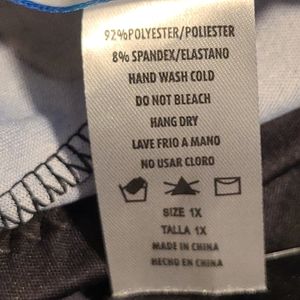 92%POLYESTER/POLIESTER
8% SPANDEX/ELASTANO
HAND WASH COLD
DO NOT BLEACH
HANG DRY
LAVE FRIO A MANO
NO USAR CLORO
SIZE 1X
TALLA 1X
MADE IN CHINA
HECHO EN CHINA